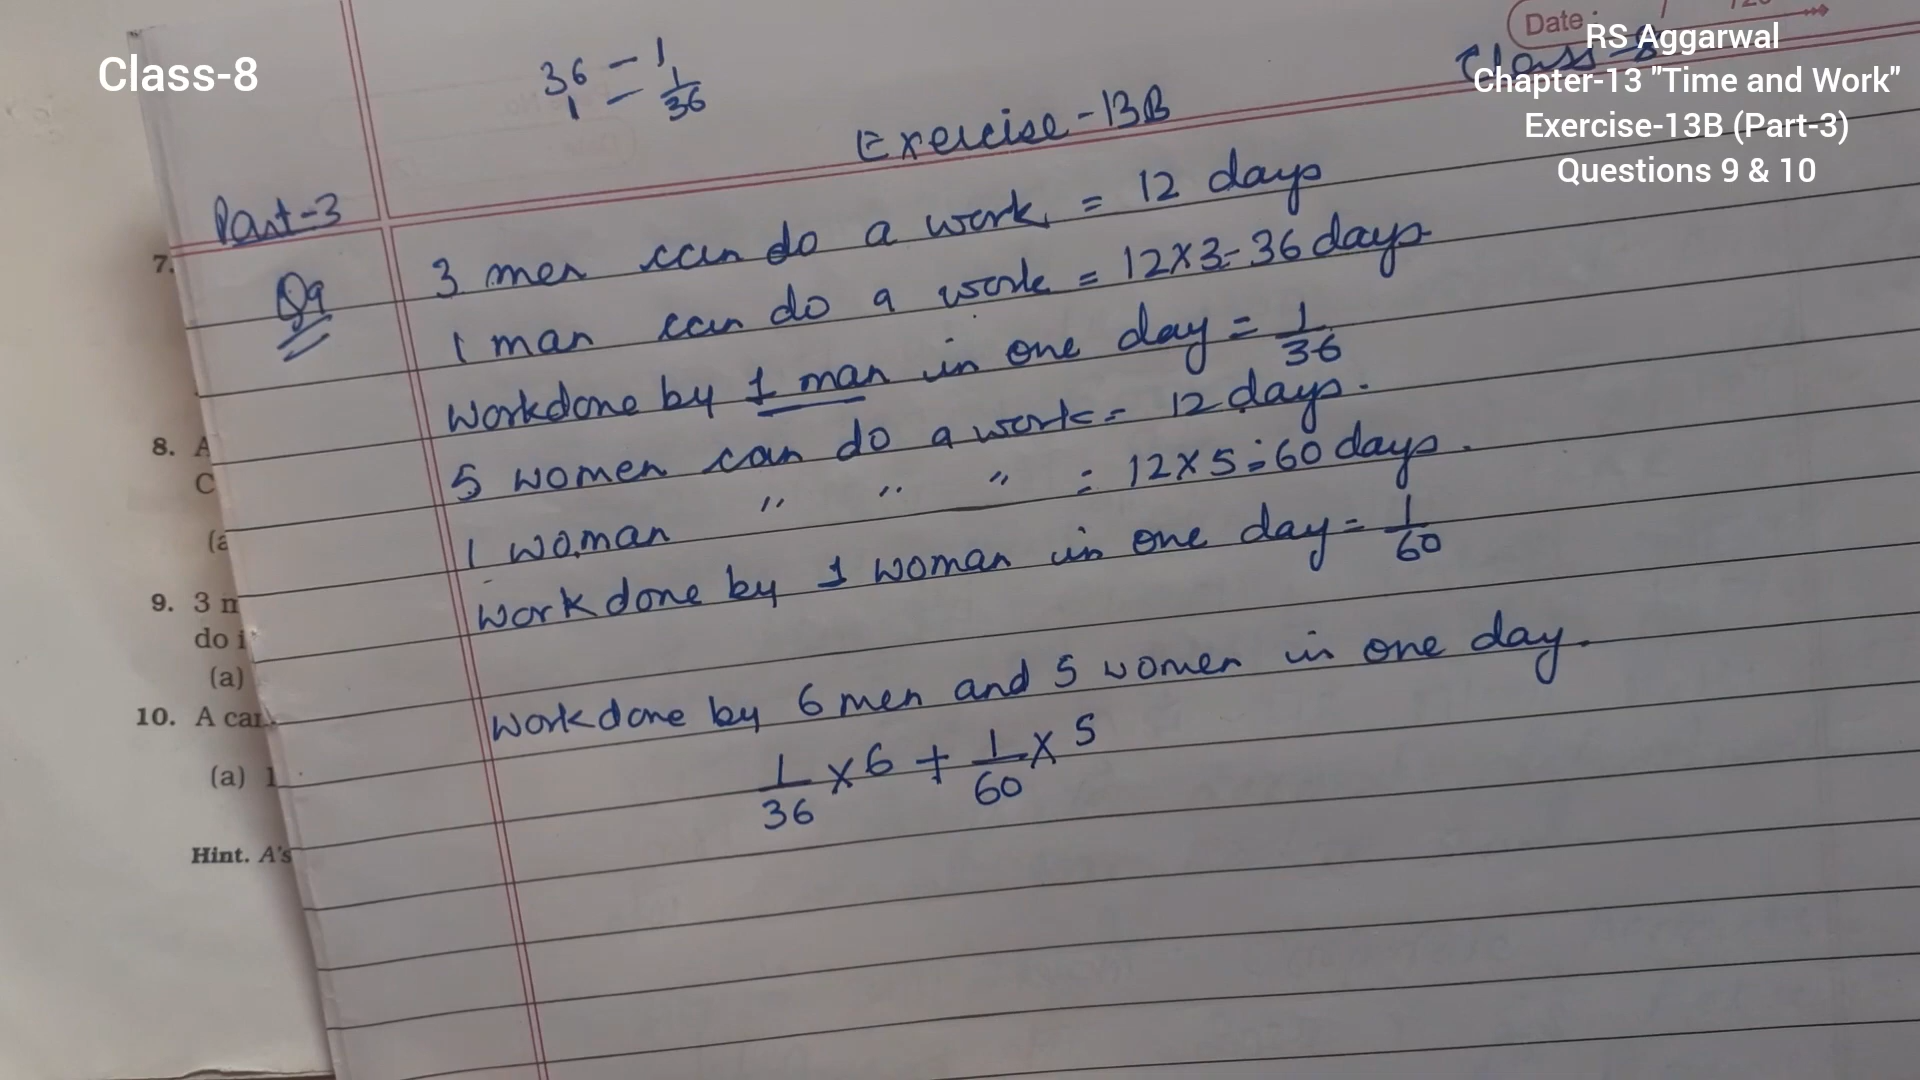 Class-8
RS Aggarwal
Chapter-13 "Time and Work"
Exercise-13B (Part-3)
Questions 9 & 10
Date :
Class-8
36 - 1
1 - 1/36
Exercise-13B
Part-3
Q9
3 men can do a work = 12 days
1 man can do a work = 12×3=36 days.
Workdone by 1 man in one day = 1/36
5 women can do a work = 12 days.
1 woman " " " = 12×5=60 days.
Workdone by 1 woman in one day = 1/60
Workdone by 6 men and 5 women in one day.
1/36 × 6 + 1/60 × 5
7.
8. A
C
(a
9. 3 m
do i
(a)
10. A car
(a) 1
Hint. A's